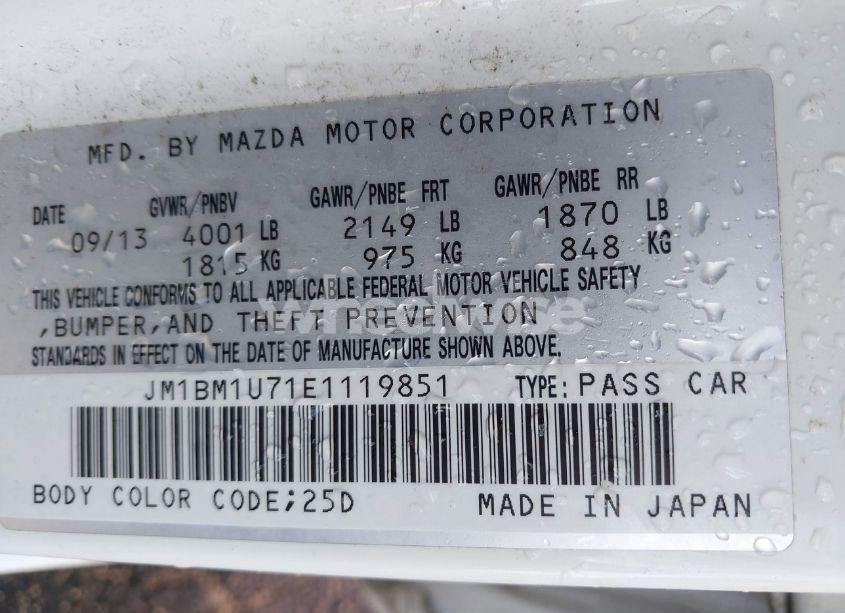 MFD. BY MAZDA MOTOR CORPORATION
DATE GVWR/PNBV GAWR/PNBE FRT GAWR/PNBE RR
09/13 4001 LB 2149 LB 1870 LB
1815 KG 975 KG 848 KG
THIS VEHICLE CONFORMS TO ALL APPLICABLE FEDERAL MOTOR VEHICLE SAFETY
,BUMPER,AND THEFT PREVENTION
STANDARDS IN EFFECT ON THE DATE OF MANUFACTURE SHOWN ABOVE.
JM1BM1U71E1119851 TYPE: PASS CAR
BODY COLOR CODE;25D MADE IN JAPAN